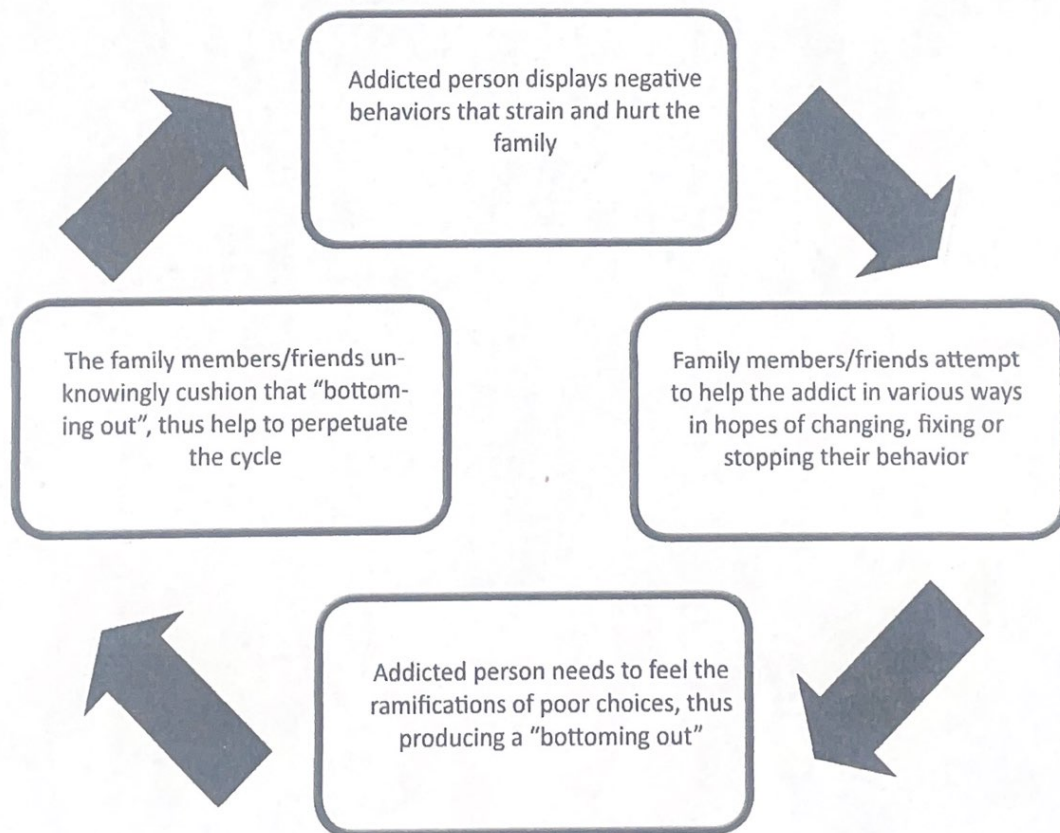 Addicted person displays negative
behaviors that strain and hurt the
family
Family members/friends attempt
to help the addict in various ways
in hopes of changing, fixing or
stopping their behavior
Addicted person needs to feel the
ramifications of poor choices, thus
producing a “bottoming out”
The family members/friends un-
knowingly cushion that “bottom-
ing out”, thus help to perpetuate
the cycle